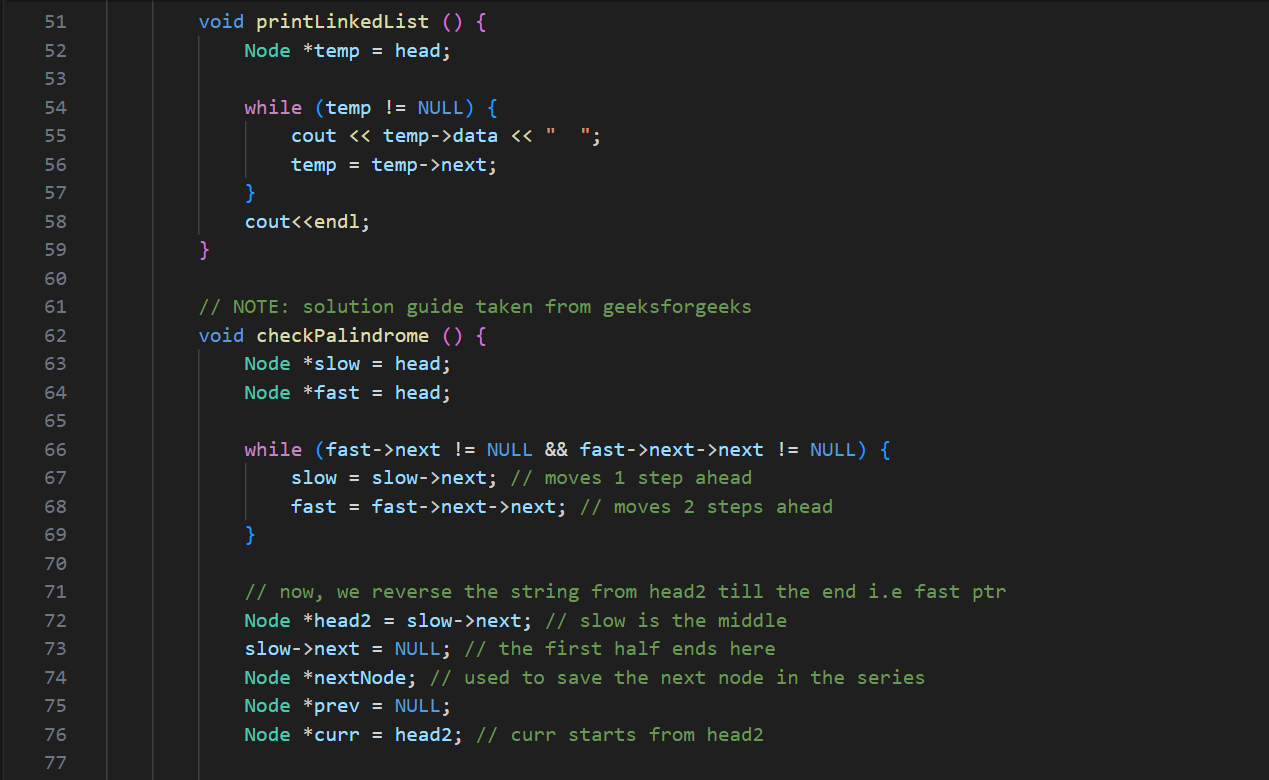 51 void printLinkedList () {
52 Node *temp = head;
53
54 while (temp != NULL) {
55 cout << temp->data << "  ";
56 temp = temp->next;
57 }
58 cout<<endl;
59 }
60
61 // NOTE: solution guide taken from geeksforgeeks
62 void checkPalindrome () {
63 Node *slow = head;
64 Node *fast = head;
65
66 while (fast->next != NULL && fast->next->next != NULL) {
67 slow = slow->next; // moves 1 step ahead
68 fast = fast->next->next; // moves 2 steps ahead
69 }
70
71 // now, we reverse the string from head2 till the end i.e fast ptr
72 Node *head2 = slow->next; // slow is the middle
73 slow->next = NULL; // the first half ends here
74 Node *nextNode; // used to save the next node in the series
75 Node *prev = NULL;
76 Node *curr = head2; // curr starts from head2
77